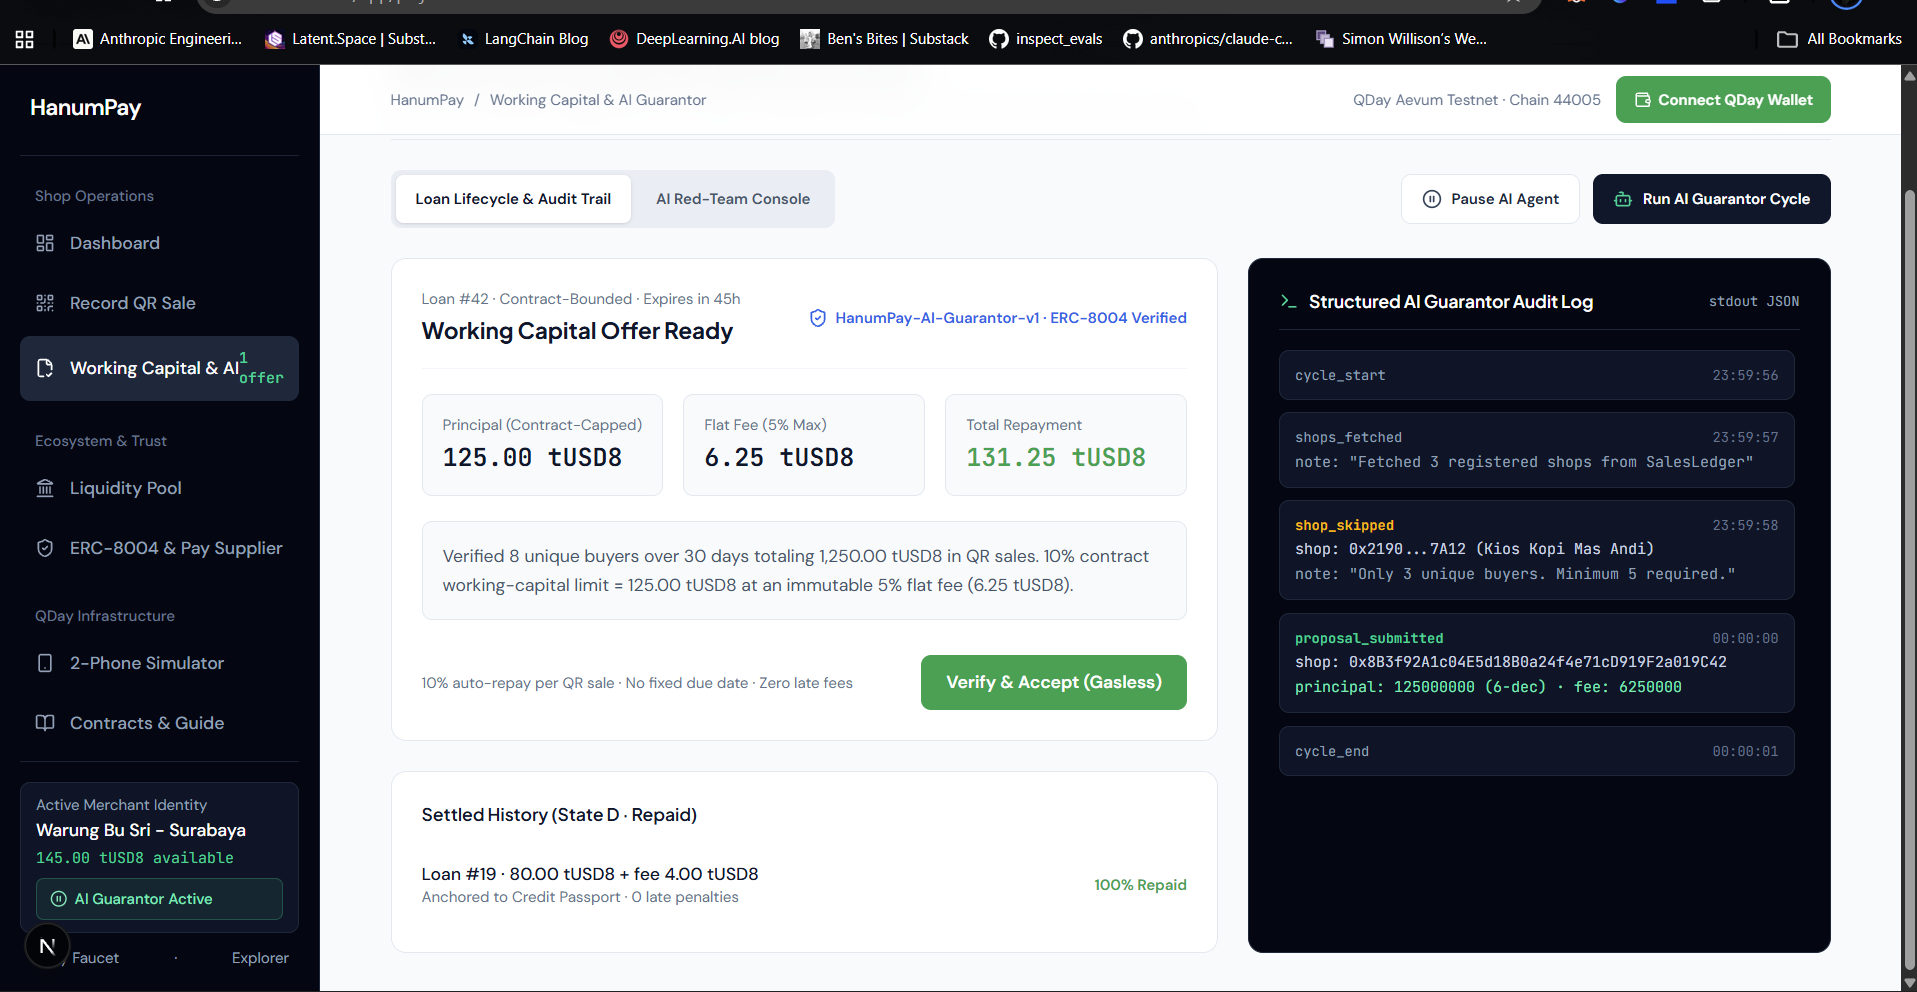 Anthropic Engineeri...
Latent.Space | Subst...
LangChain Blog
DeepLearning.AI blog
Ben's Bites | Substack
inspect_evals
anthropics/claude-c...
Simon Willison's We...
All Bookmarks
HanumPay
Shop Operations
Dashboard
Record QR Sale
Working Capital & AI
1 offer
Ecosystem & Trust
Liquidity Pool
ERC-8004 & Pay Supplier
QDay Infrastructure
2-Phone Simulator
Contracts & Guide
Active Merchant Identity
Warung Bu Sri - Surabaya
145.00 tUSD8 available
AI Guarantor Active
Faucet · Explorer
HanumPay / Working Capital & AI Guarantor
QDay Aevum Testnet · Chain 44005
Connect QDay Wallet
Loan Lifecycle & Audit Trail
AI Red-Team Console
Pause AI Agent
Run AI Guarantor Cycle
Loan #42 · Contract-Bounded · Expires in 45h
Working Capital Offer Ready
HanumPay-AI-Guarantor-v1 · ERC-8004 Verified
Principal (Contract-Capped)
125.00 tUSD8
Flat Fee (5% Max)
6.25 tUSD8
Total Repayment
131.25 tUSD8
Verified 8 unique buyers over 30 days totaling 1,250.00 tUSD8 in QR sales. 10% contract
working-capital limit = 125.00 tUSD8 at an immutable 5% flat fee (6.25 tUSD8).
10% auto-repay per QR sale · No fixed due date · Zero late fees
Verify & Accept (Gasless)
Settled History (State D · Repaid)
Loan #19 · 80.00 tUSD8 + fee 4.00 tUSD8
Anchored to Credit Passport · 0 late penalties
100% Repaid
Structured AI Guarantor Audit Log
stdout JSON
cycle_start 23:59:56
shops_fetched 23:59:57
note: "Fetched 3 registered shops from SalesLedger"
shop_skipped 23:59:58
shop: 0x2190...7A12 (Kios Kopi Mas Andi)
note: "Only 3 unique buyers. Minimum 5 required."
proposal_submitted 00:00:00
shop: 0x8B3f92A1c04E5d18B0a24f4e71cD919F2a019C42
principal: 125000000 (6-dec) · fee: 6250000
cycle_end 00:00:01